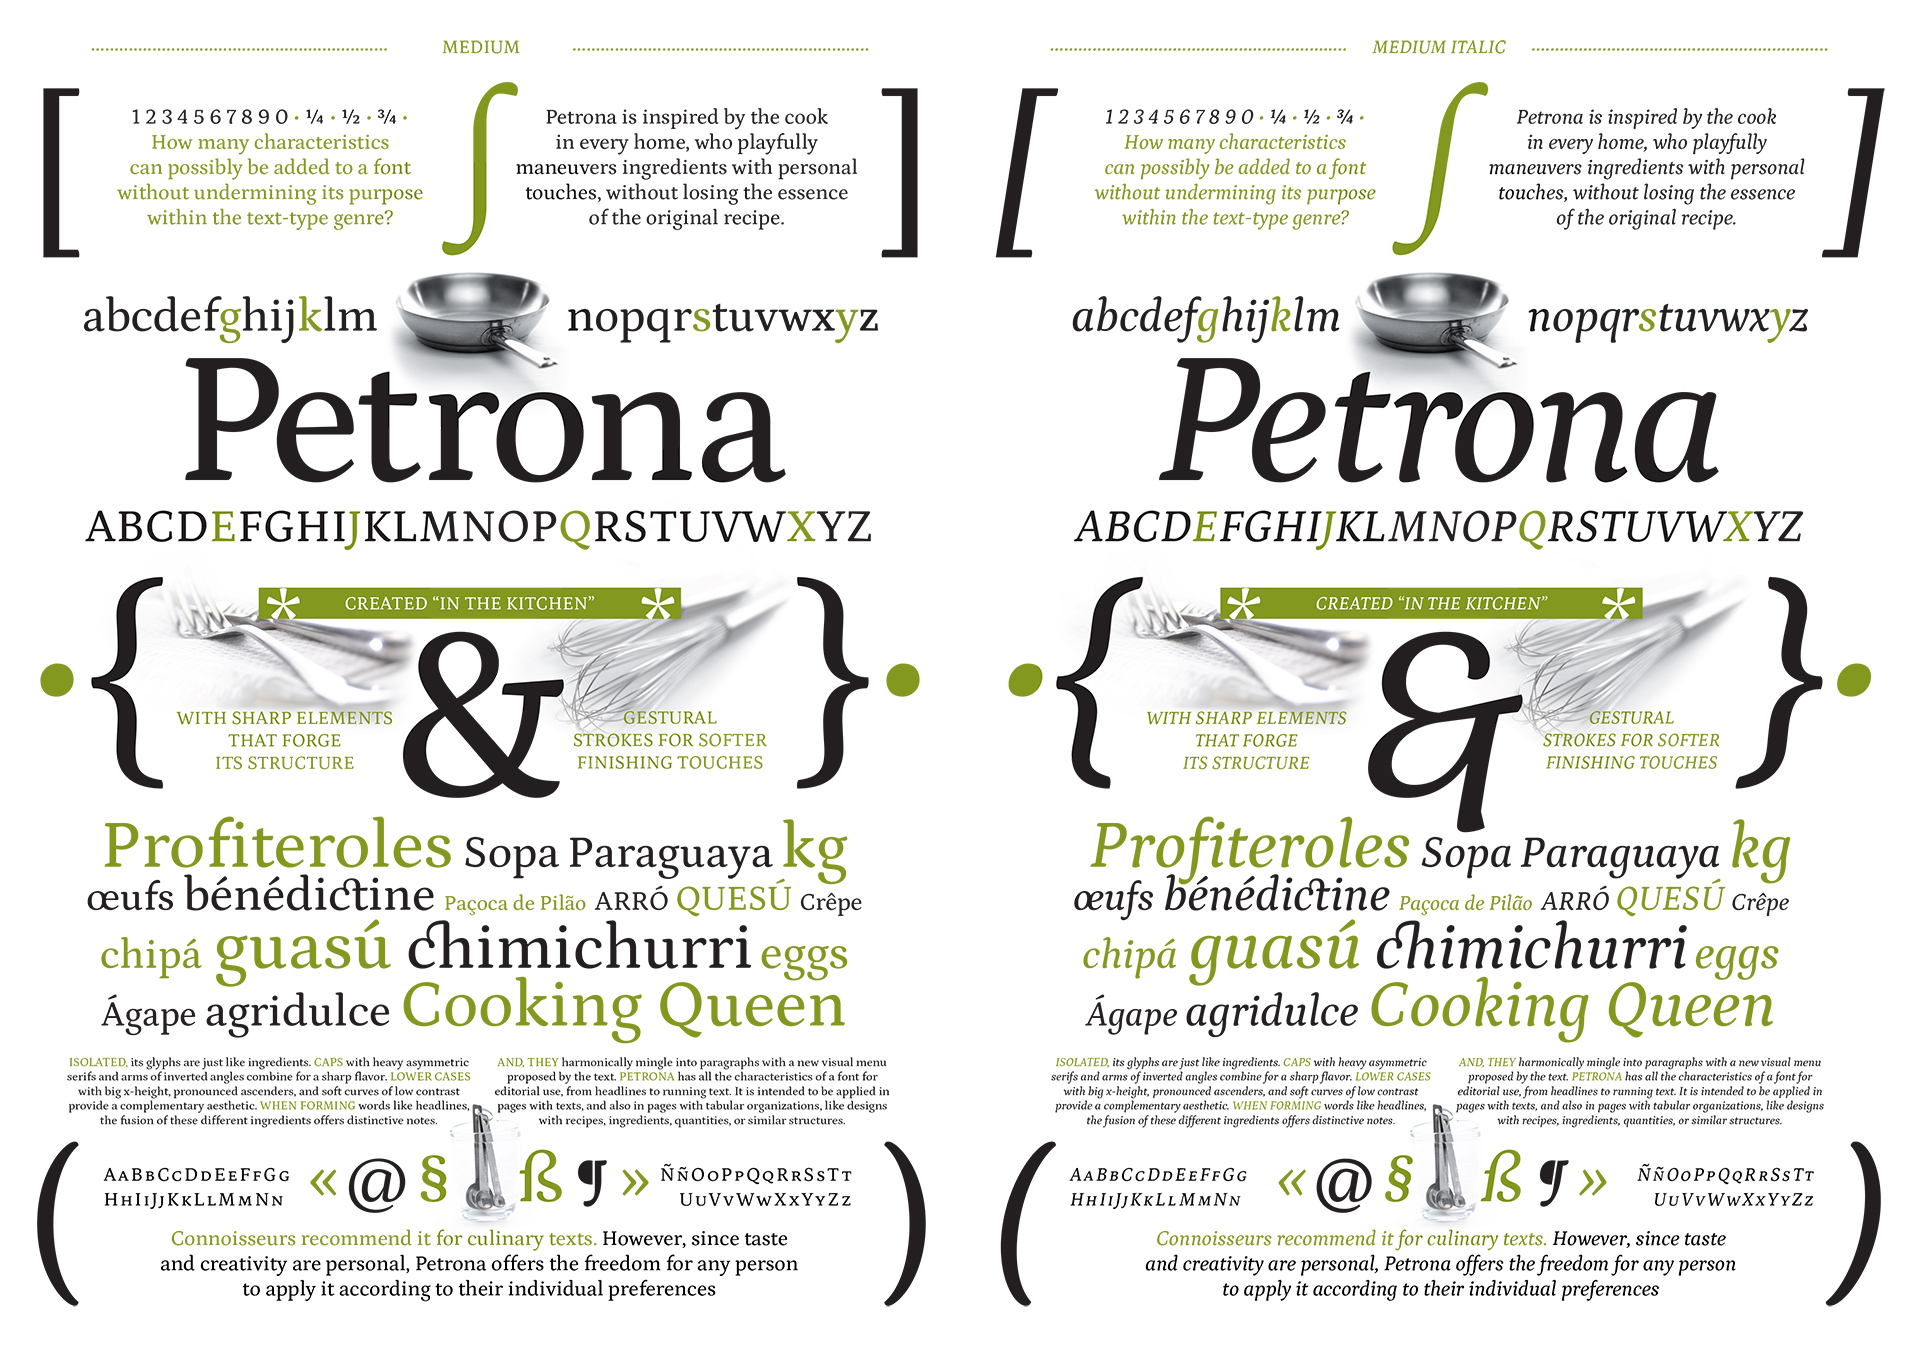 MEDIUM
1234567890 · ¼ · ½ · ¾ ·
How many characteristics
can possibly be added to a font
without undermining its purpose
within the text-type genre?
Petrona is inspired by the cook
in every home, who playfully
maneuvers ingredients with personal
touches, without losing the essence
of the original recipe.
abcdefghijklm
nopqrstuvwxyz
Petrona
ABCDEFGHIJKLMNOPQRSTUVWXYZ
* CREATED “IN THE KITCHEN” *
{ & }
WITH SHARP ELEMENTS
THAT FORGE
ITS STRUCTURE
GESTURAL
STROKES FOR SOFTER
FINISHING TOUCHES
Profiteroles Sopa Paraguaya kg
œufs bénédictine Paçoca de Pilão ARRÓ QUESÚ Crêpe
chipá guasú chimichurri eggs
Ágape agridulce Cooking Queen
ISOLATED, its glyphs are just like ingredients. CAPS with heavy asymmetric
serifs and arms of inverted angles combine for a sharp flavor. LOWER CASES
with big x-height, pronounced ascenders, and soft curves of low contrast
provide a complementary aesthetic. WHEN FORMING words like headlines,
the fusion of these different ingredients offers distinctive notes.
AND, THEY harmonically mingle into paragraphs with a new visual menu
proposed by the text. PETRONA has all the characteristics of a font for
editorial use, from headlines to running text. It is intended to be applied in
pages with texts, and also in pages with tabular organizations, like designs
with recipes, ingredients, quantities, or similar structures.
AaBbCcDdEeFfGg
HhIiJjKkLlMmNn
« @ § ß ¶ »
ÑñOoPpQqRrSsTt
UuVvWwXxYyZz
Connoisseurs recommend it for culinary texts. However, since taste
and creativity are personal, Petrona offers the freedom for any person
to apply it according to their individual preferences
MEDIUM ITALIC
1234567890 · ¼ · ½ · ¾ ·
How many characteristics
can possibly be added to a font
without undermining its purpose
within the text-type genre?
Petrona is inspired by the cook
in every home, who playfully
maneuvers ingredients with personal
touches, without losing the essence
of the original recipe.
abcdefghijklm
nopqrstuvwxyz
Petrona
ABCDEFGHIJKLMNOPQRSTUVWXYZ
* CREATED “IN THE KITCHEN” *
{ & }
WITH SHARP ELEMENTS
THAT FORGE
ITS STRUCTURE
GESTURAL
STROKES FOR SOFTER
FINISHING TOUCHES
Profiteroles Sopa Paraguaya kg
œufs bénédictine Paçoca de Pilão ARRÓ QUESÚ Crêpe
chipá guasú chimichurri eggs
Ágape agridulce Cooking Queen
ISOLATED, its glyphs are just like ingredients. CAPS with heavy asymmetric
serifs and arms of inverted angles combine for a sharp flavor. LOWER CASES
with big x-height, pronounced ascenders, and soft curves of low contrast
provide a complementary aesthetic. WHEN FORMING words like headlines,
the fusion of these different ingredients offers distinctive notes.
AND, THEY harmonically mingle into paragraphs with a new visual menu
proposed by the text. PETRONA has all the characteristics of a font for
editorial use, from headlines to running text. It is intended to be applied in
pages with texts, and also in pages with tabular organizations, like designs
with recipes, ingredients, quantities, or similar structures.
AaBbCcDdEeFfGg
HhIiJjKkLlMmNn
« @ § ß ¶ »
ÑñOoPpQqRrSsTt
UuVvWwXxYyZz
Connoisseurs recommend it for culinary texts. However, since taste
and creativity are personal, Petrona offers the freedom for any person
to apply it according to their individual preferences